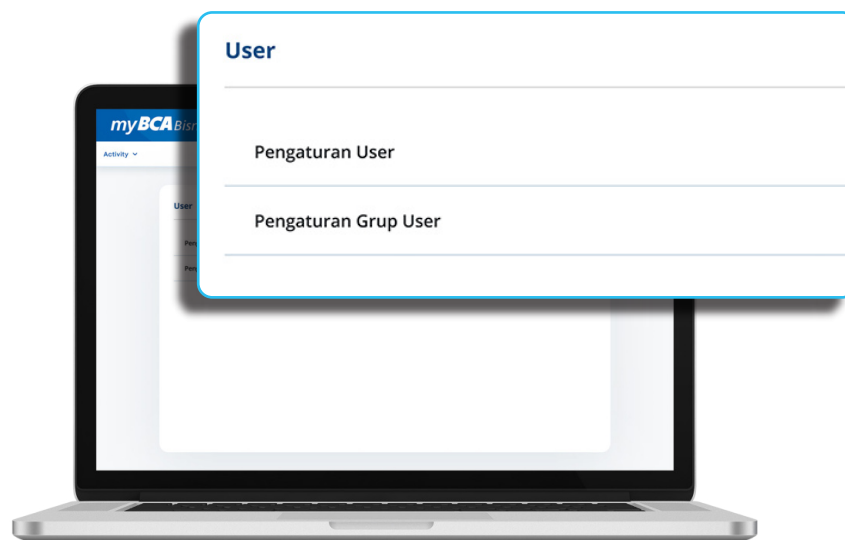 User
Pengaturan User
Pengaturan Grup User
myBCA
Activity
User